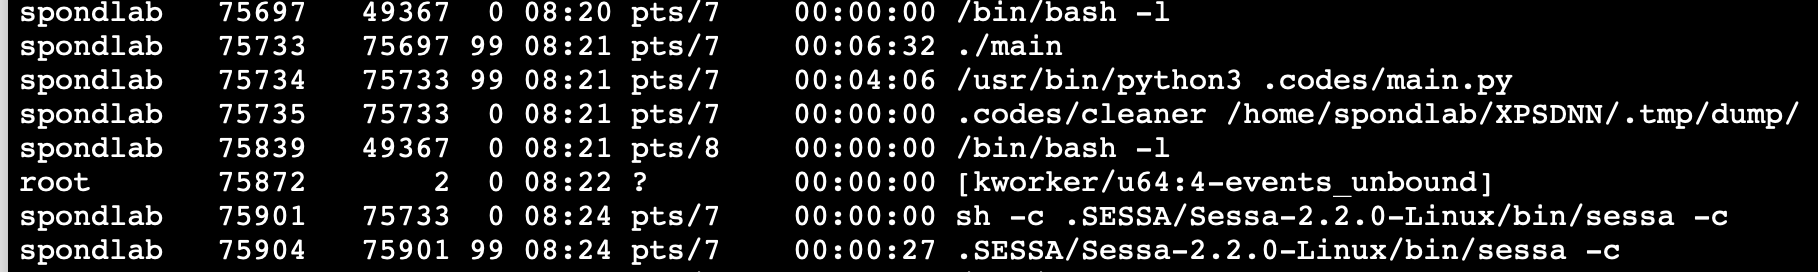 spondlab 75697 49367 0 08:20 pts/7 00:00:00 /bin/bash -l
spondlab 75733 75697 99 08:21 pts/7 00:06:32 ./main
spondlab 75734 75733 99 08:21 pts/7 00:04:06 /usr/bin/python3 .codes/main.py
spondlab 75735 75733 0 08:21 pts/7 00:00:00 .codes/cleaner /home/spondlab/XPSDNN/.tmp/dump/
spondlab 75839 49367 0 08:21 pts/8 00:00:00 /bin/bash -l
root 75872 2 0 08:22 ? 00:00:00 [kworker/u64:4-events_unbound]
spondlab 75901 75733 0 08:24 pts/7 00:00:00 sh -c .SESSA/Sessa-2.2.0-Linux/bin/sessa -c
spondlab 75904 75901 99 08:24 pts/7 00:00:27 .SESSA/Sessa-2.2.0-Linux/bin/sessa -c